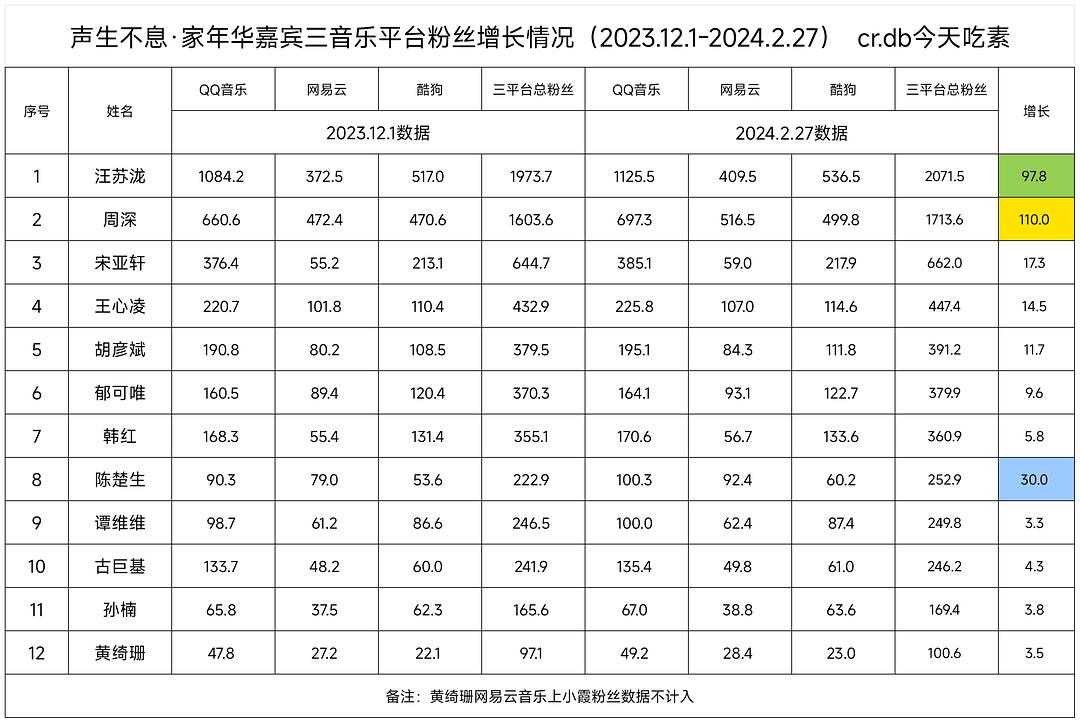 声生不息·家年华嘉宾三音乐平台粉丝增长情况（2023.12.1-2024.2.27） cr.db今天吃素
序号 姓名 QQ音乐 网易云 酷狗 三平台总粉丝 QQ音乐 网易云 酷狗 三平台总粉丝 增长
2023.12.1数据 2024.2.27数据
1 汪苏泷 1084.2 372.5 517.0 1973.7 1125.5 409.5 536.5 2071.5 97.8
2 周深 660.6 472.4 470.6 1603.6 697.3 516.5 499.8 1713.6 110.0
3 宋亚轩 376.4 55.2 213.1 644.7 385.1 59.0 217.9 662.0 17.3
4 王心凌 220.7 101.8 110.4 432.9 225.8 107.0 114.6 447.4 14.5
5 胡彦斌 190.8 80.2 108.5 379.5 195.1 84.3 111.8 391.2 11.7
6 郁可唯 160.5 89.4 120.4 370.3 164.1 93.1 122.7 379.9 9.6
7 韩红 168.3 55.4 131.4 355.1 170.6 56.7 133.6 360.9 5.8
8 陈楚生 90.3 79.0 53.6 222.9 100.3 92.4 60.2 252.9 30.0
9 谭维维 98.7 61.2 86.6 246.5 100.0 62.4 87.4 249.8 3.3
10 古巨基 133.7 48.2 60.0 241.9 135.4 49.8 61.0 246.2 4.3
11 孙楠 65.8 37.5 62.3 165.6 67.0 38.8 63.6 169.4 3.8
12 黄绮珊 47.8 27.2 22.1 97.1 49.2 28.4 23.0 100.6 3.5
备注：黄绮珊网易云音乐上小霞粉丝数据不计入